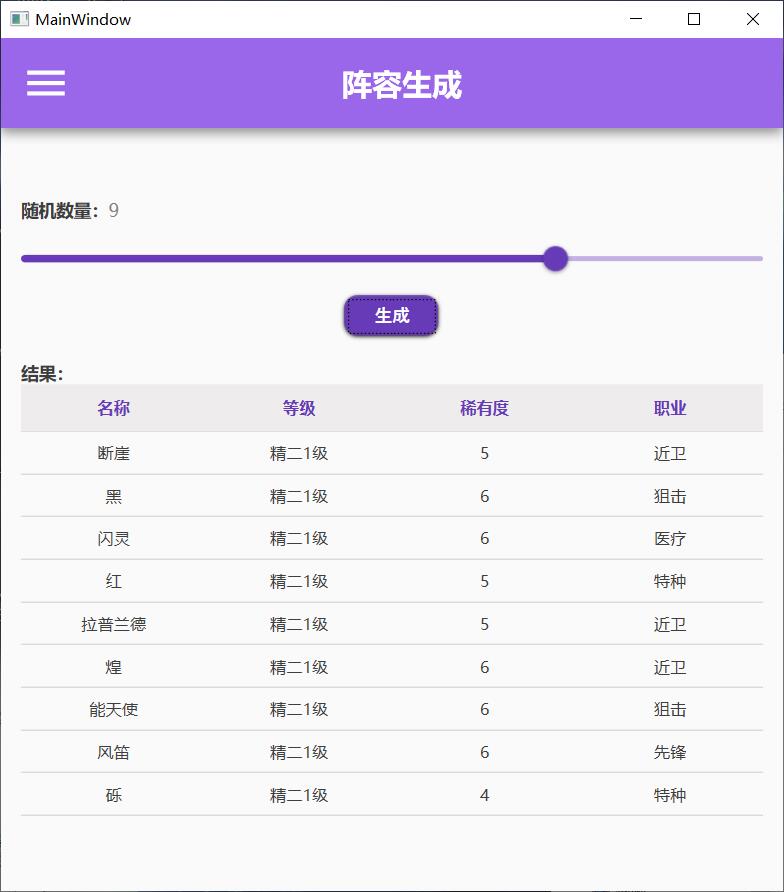 MainWindow
阵容生成
随机数量：9
生成
结果：
名称 等级 稀有度 职业
断崖 精二1级 5 近卫
黑 精二1级 6 狙击
闪灵 精二1级 6 医疗
红 精二1级 5 特种
拉普兰德 精二1级 5 近卫
煌 精二1级 6 近卫
能天使 精二1级 6 狙击
风笛 精二1级 6 先锋
砾 精二1级 4 特种